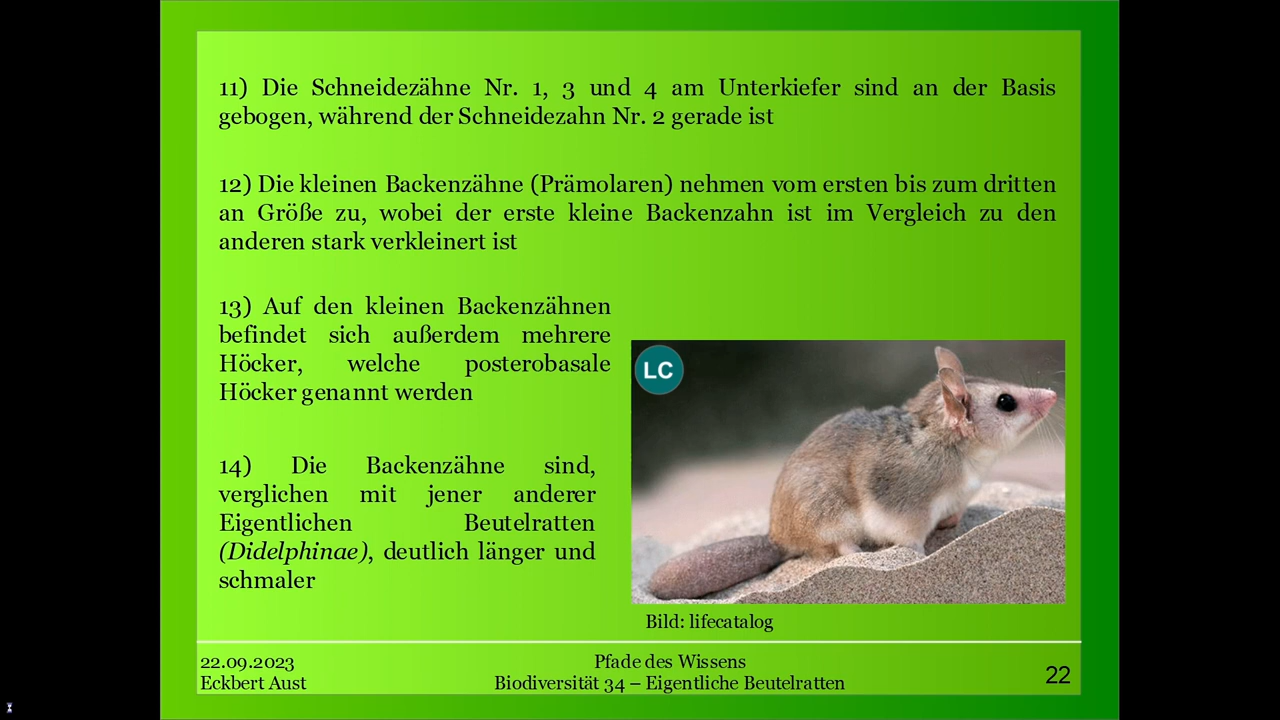 11) Die Schneidezähne Nr. 1, 3 und 4 am Unterkiefer sind an der Basis
gebogen, während der Schneidezahn Nr. 2 gerade ist
12) Die kleinen Backenzähne (Prämolaren) nehmen vom ersten bis zum dritten
an Größe zu, wobei der erste kleine Backenzahn ist im Vergleich zu den
anderen stark verkleinert ist
13) Auf den kleinen Backenzähnen
befindet sich außerdem mehrere
Höcker, welche posterobasale
Höcker genannt werden
14) Die Backenzähne sind,
verglichen mit jener anderer
Eigentlichen Beutelratten
(Didelphinae), deutlich länger und
schmaler
LC
Bild: lifecatalog
22.09.2023
Eckbert Aust
Pfade des Wissens
Biodiversität 34 – Eigentliche Beutelratten
22